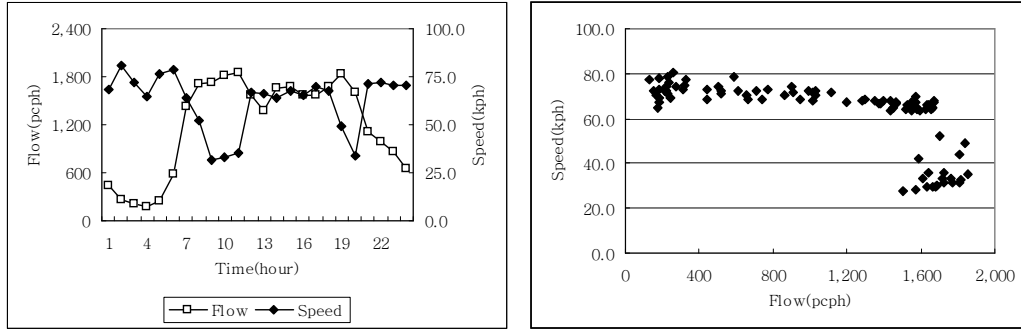 2,400
1,800
1,200
600
0
Flow(pcph)
100.0
75.0
50.0
25.0
0.0
Speed(kph)
1 4 7 10 13 16 19 22
Time(hour)
Flow Speed
100.0
80.0
60.0
40.0
20.0
0.0
Speed(kph)
0 400 800 1,200 1,600 2,000
Flow(pcph)